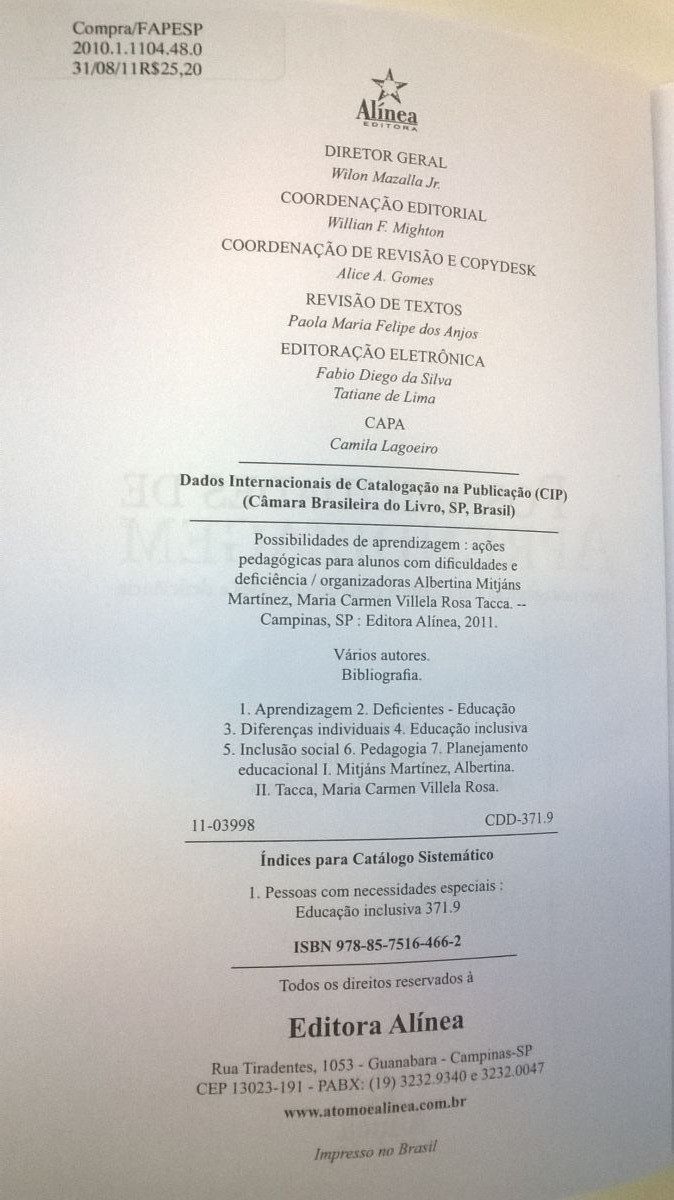 Compra/FAPESP
2010.1.1104.48.0
31/08/11R$25,20
Alínea
EDITORA
DIRETOR GERAL
Wilon Mazalla Jr.
COORDENAÇÃO EDITORIAL
Willian F. Mighton
COORDENAÇÃO DE REVISÃO E COPYDESK
Alice A. Gomes
REVISÃO DE TEXTOS
Paola Maria Felipe dos Anjos
EDITORAÇÃO ELETRÔNICA
Fabio Diego da Silva
Tatiane de Lima
CAPA
Camila Lagoeiro
Dados Internacionais de Catalogação na Publicação (CIP)
(Câmara Brasileira do Livro, SP, Brasil)
Possibilidades de aprendizagem : ações
pedagógicas para alunos com dificuldades e
deficiência / organizadoras Albertina Mitjáns
Martínez, Maria Carmen Villela Rosa Tacca. --
Campinas, SP : Editora Alínea, 2011.
Vários autores.
Bibliografia.
1. Aprendizagem 2. Deficientes - Educação
3. Diferenças individuais 4. Educação inclusiva
5. Inclusão social 6. Pedagogia 7. Planejamento
educacional I. Mitjáns Martínez, Albertina.
II. Tacca, Maria Carmen Villela Rosa.
11-03998 CDD-371.9
Índices para Catálogo Sistemático
1. Pessoas com necessidades especiais :
Educação inclusiva 371.9
ISBN 978-85-7516-466-2
Todos os direitos reservados à
Editora Alínea
Rua Tiradentes, 1053 - Guanabara - Campinas-SP
CEP 13023-191 - PABX: (19) 3232.9340 e 3232.0047
www.atomoealinea.com.br
Impresso no Brasil